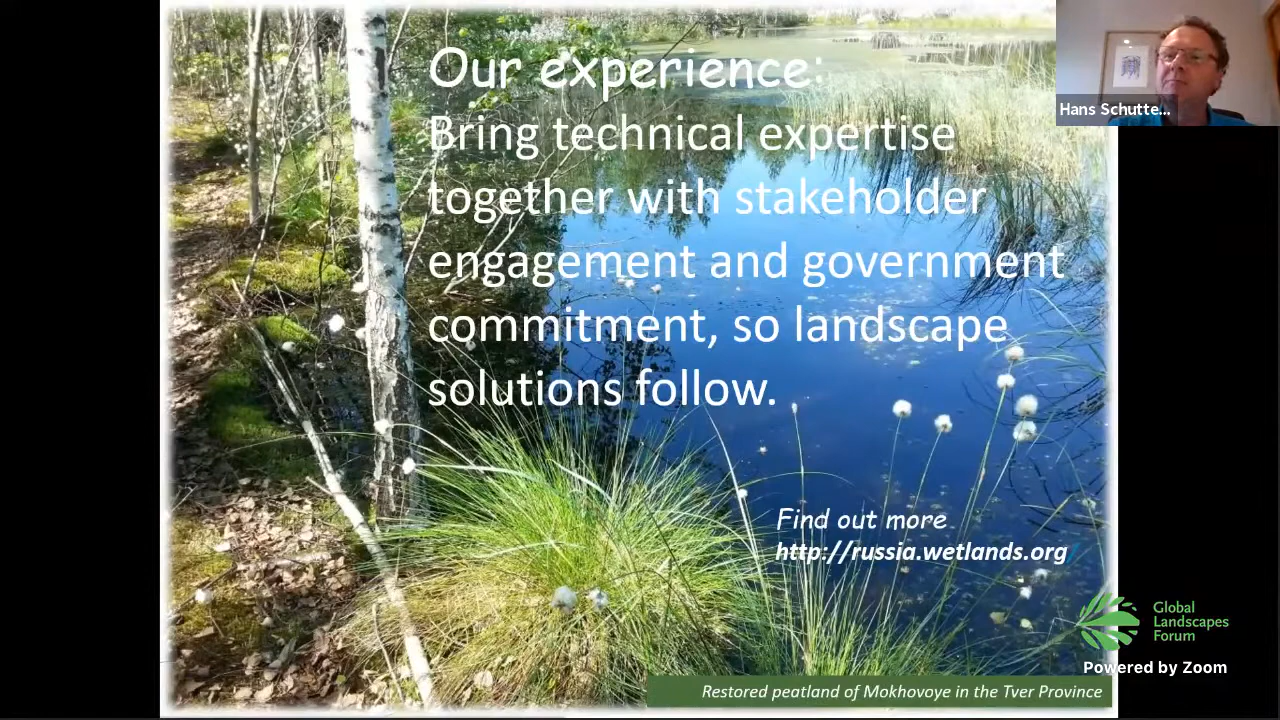 Our experience:
Bring technical expertise
together with stakeholder
engagement and government
commitment, so landscape
solutions follow.
Hans Schutte...
Find out more
http://russia.wetlands.org/
Global
Landscapes
Forum
Powered by Zoom
Restored peatland of Mokhovoye in the Tver Province